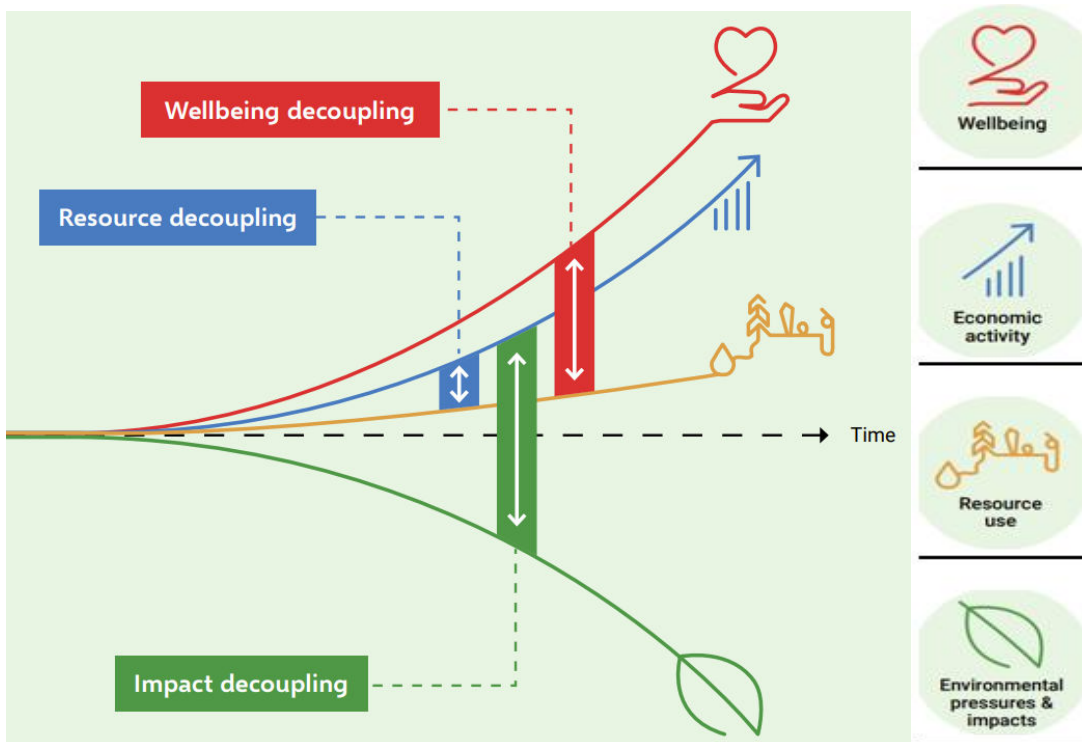 Wellbeing decoupling
Resource decoupling
Time
Impact decoupling
Wellbeing
Economic
activity
Resource
use
Environmental
pressures &
impacts